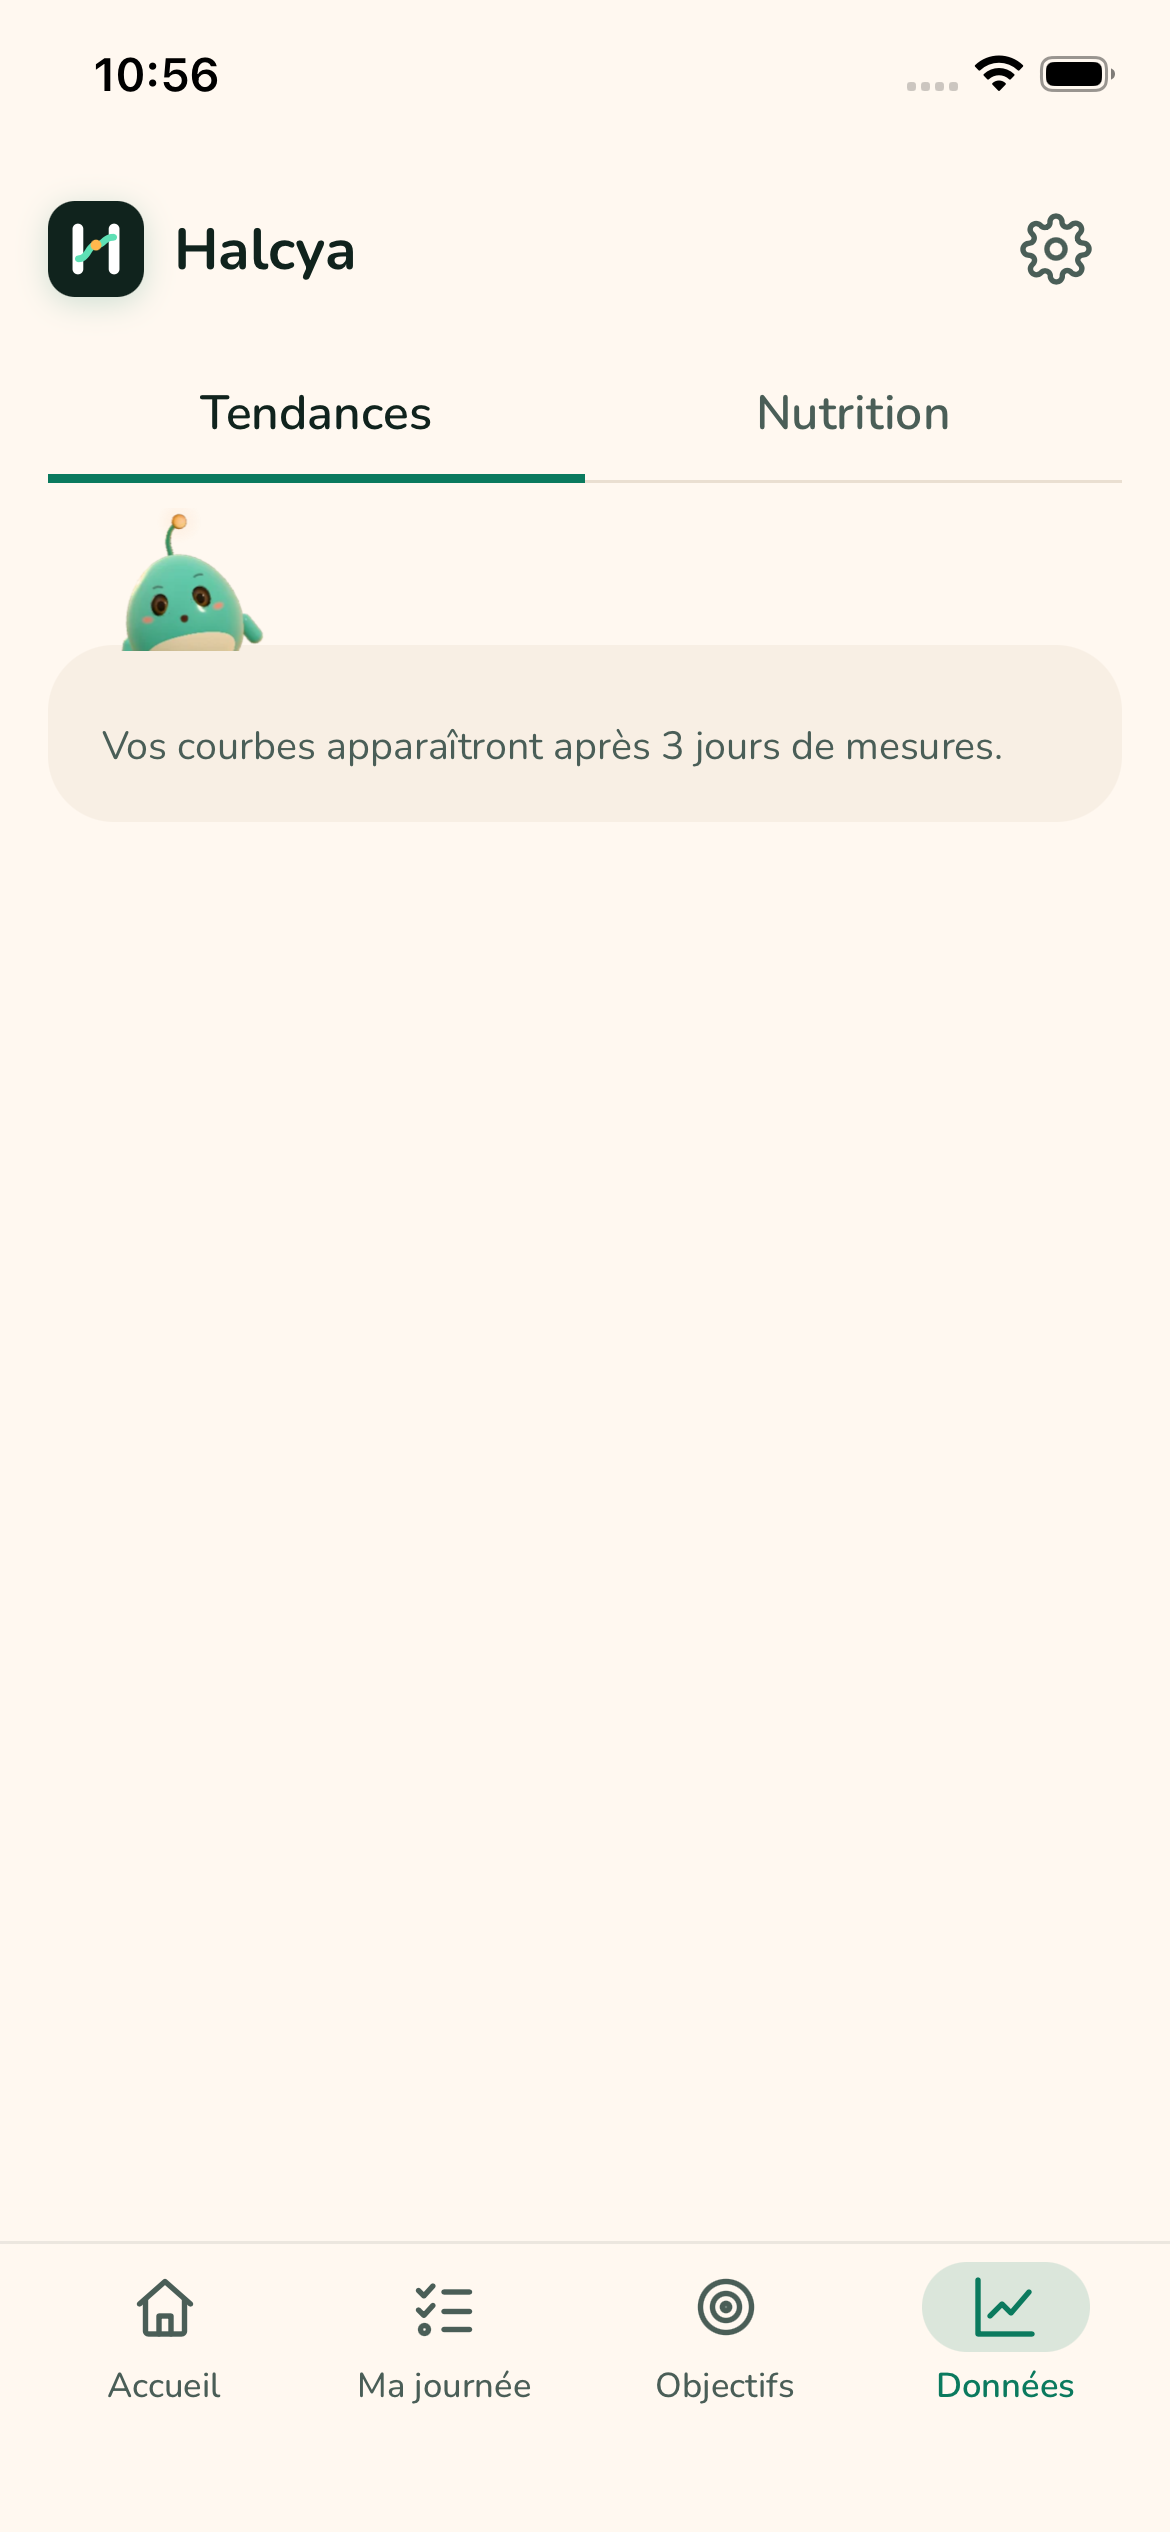 10:56
Halcya
Tendances
Nutrition
Vos courbes apparaîtront après 3 jours de mesures.
Accueil
Ma journée
Objectifs
Données